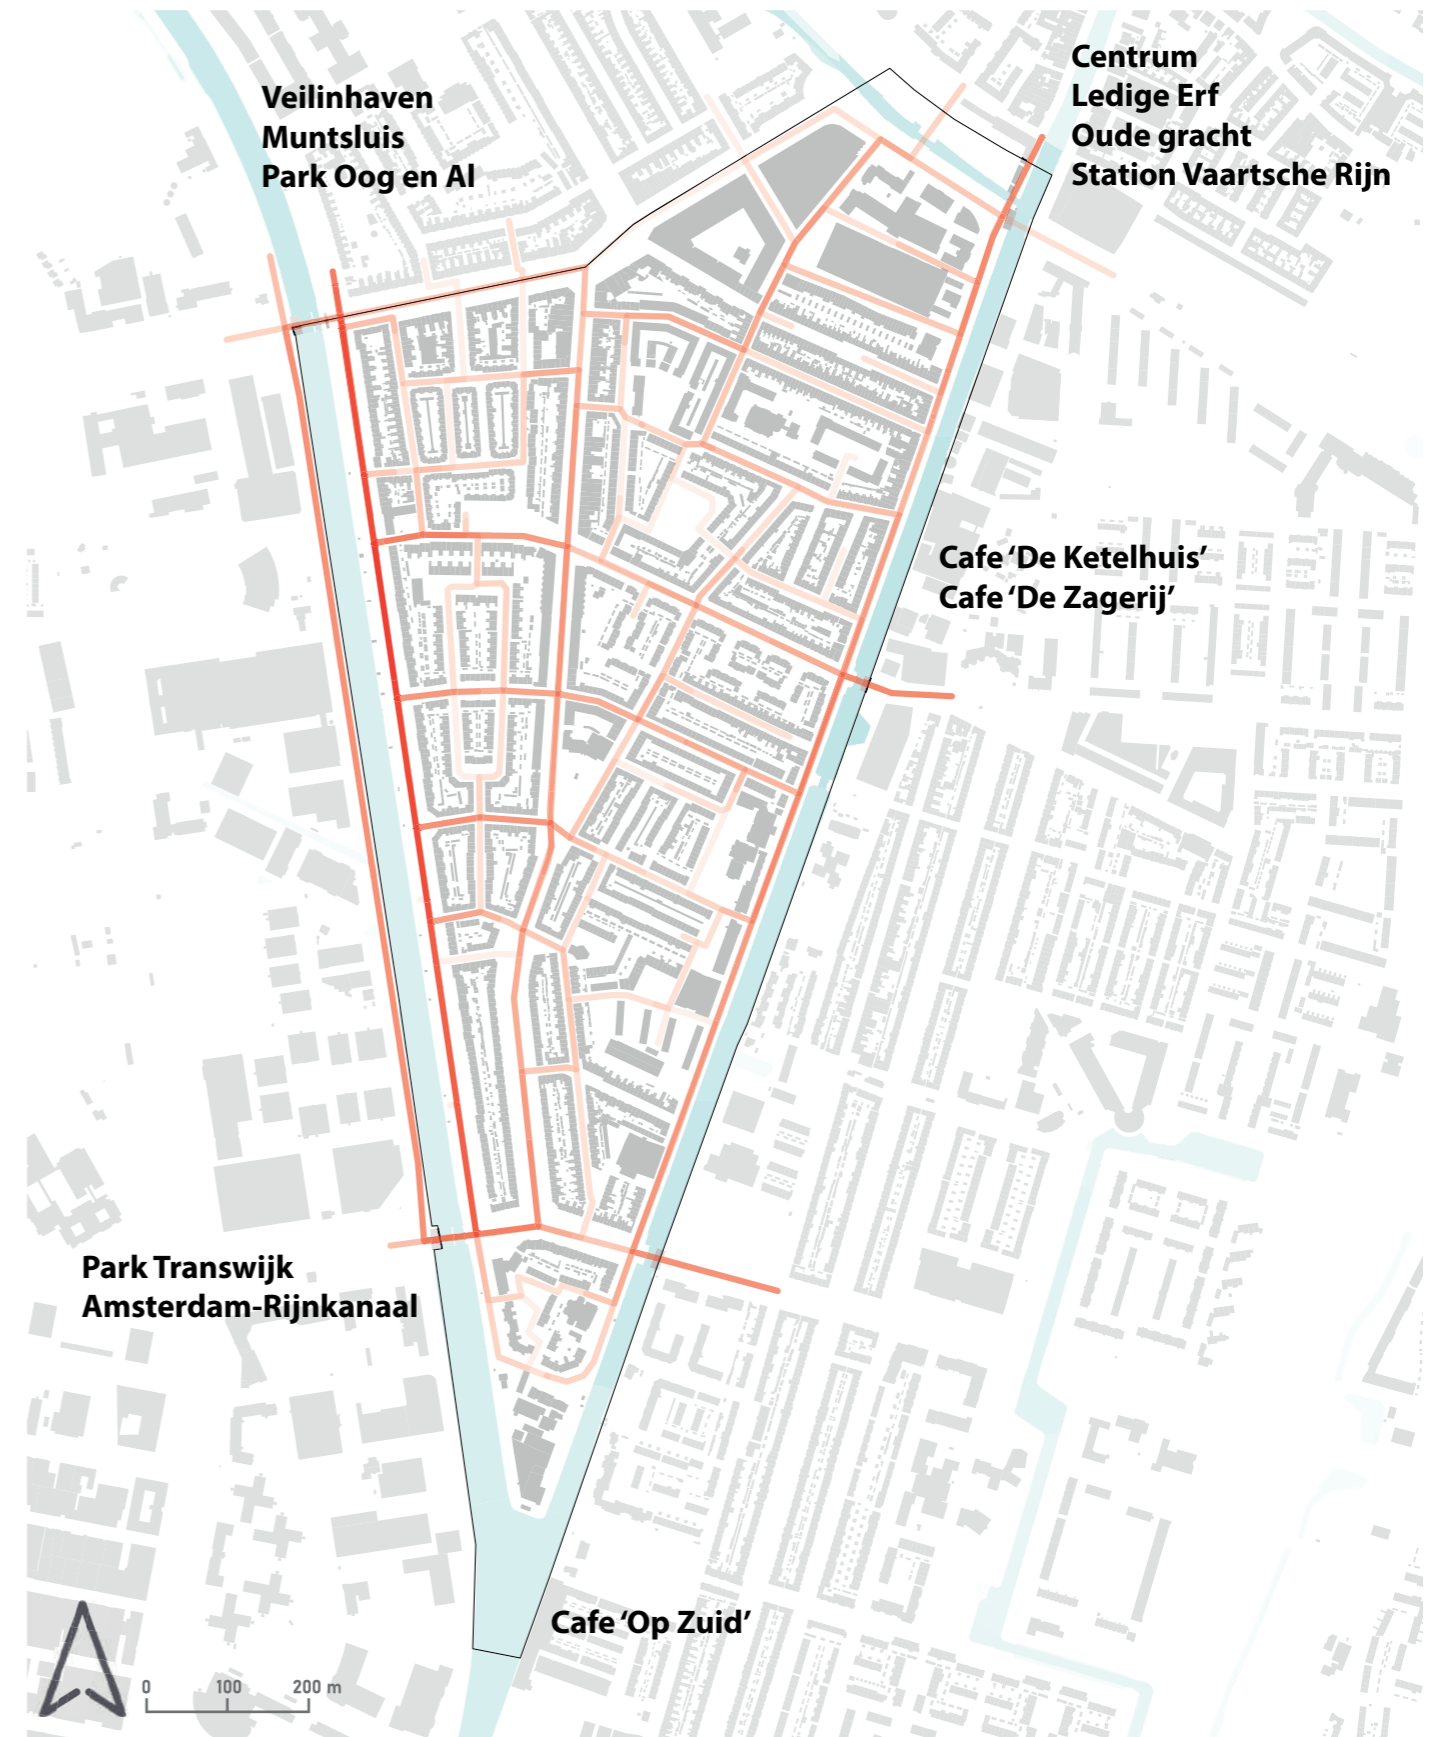 Centrum
Ledige Erf
Oude gracht
Station Vaartsche Rijn
Veilinhaven
Muntsluis
Park Oog en Al
Cafe ‘De Ketelhuis’
Cafe ‘De Zagerij’
Park Transwijk
Amsterdam-Rijnkanaal
Cafe ‘Op Zuid’
0 100 200 m